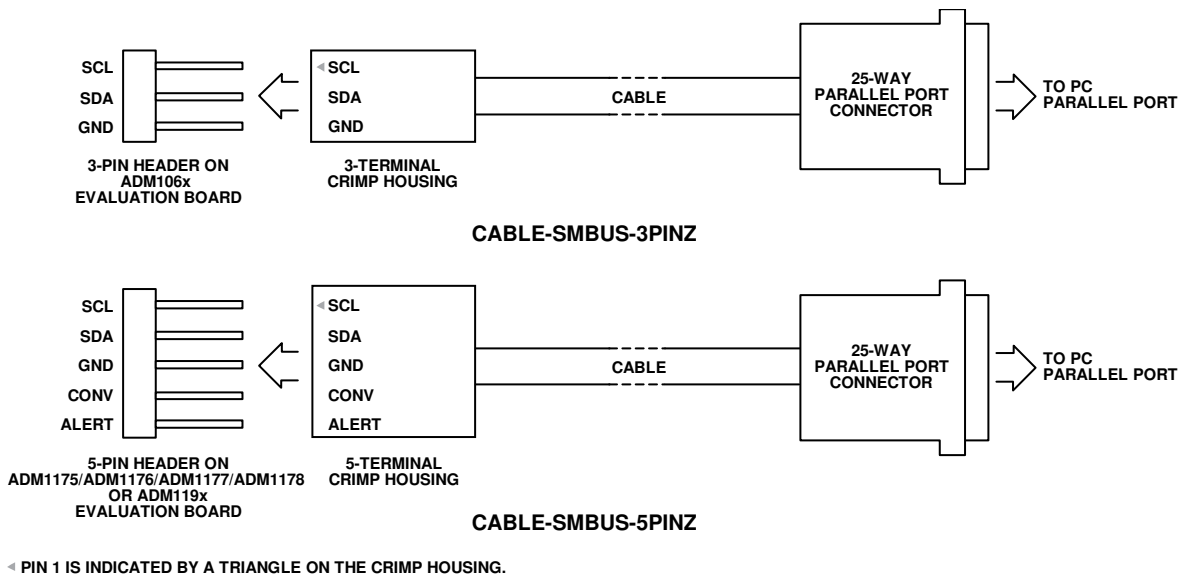 SCL
SDA
GND
3-PIN HEADER ON
ADM106x
EVALUATION BOARD
SCL
SDA
GND
3-TERMINAL
CRIMP HOUSING
CABLE
25-WAY
PARALLEL PORT
CONNECTOR
TO PC
PARALLEL PORT
CABLE-SMBUS-3PINZ
SCL
SDA
GND
CONV
ALERT
5-PIN HEADER ON
ADM1175/ADM1176/ADM1177/ADM1178
OR ADM119x
EVALUATION BOARD
SCL
SDA
GND
CONV
ALERT
5-TERMINAL
CRIMP HOUSING
CABLE
25-WAY
PARALLEL PORT
CONNECTOR
TO PC
PARALLEL PORT
CABLE-SMBUS-5PINZ
PIN 1 IS INDICATED BY A TRIANGLE ON THE CRIMP HOUSING.